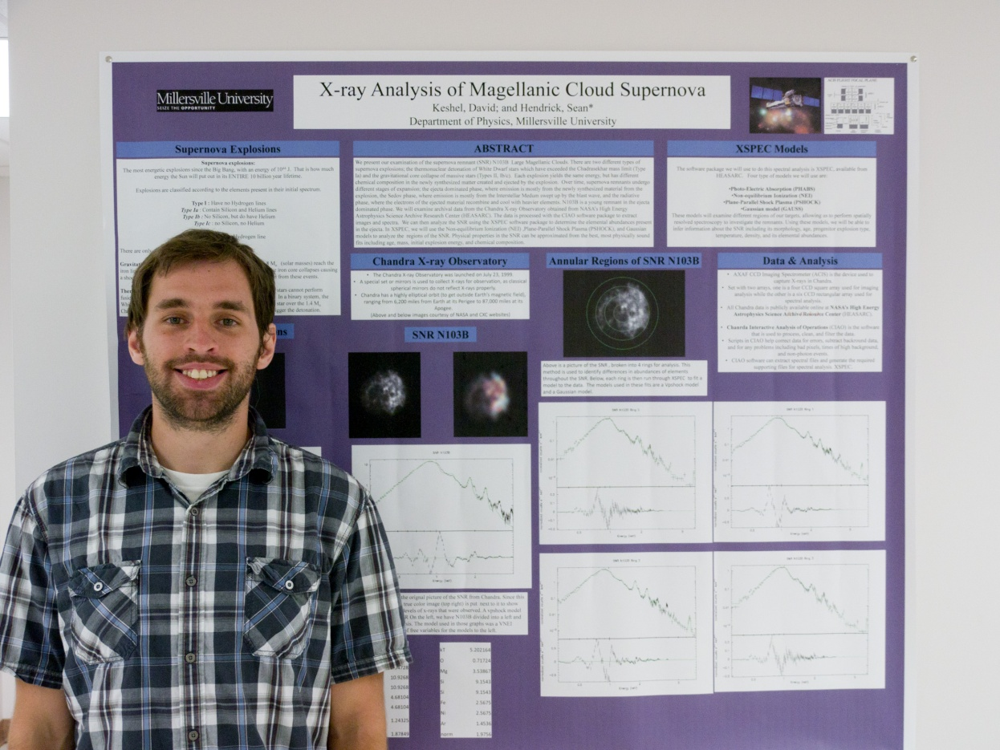 Millersville University
SEIZE THE OPPORTUNITY
X-ray Analysis of Magellanic Cloud Supernova
Keshel, David; and Hendrick, Sean*
Department of Physics, Millersville University
Supernova Explosions
Supernova explosions:
The most energetic explosions since the Big Bang, with an energy of 10 J. That is how much
energy the Sun will put out in its ENTIRE 10 billion year lifetime.
Explosions are classified according to the elements present in their initial spectrum.
Type I : Have no Hydrogen lines
Type Ia : Contain Silicon and Helium lines
Type Ib : No Silicon, but do have Helium
Type Ic : no Silicon, no Helium
Hydrogen line
There are only
(solar masses) reach the
iron core collapses causing
from these events.
stars cannot perform
In a binary system, the
star over the 1.4 M
trigger the detonation.
ABSTRACT
We present our examination of the supernova remnant (SNR) N103B Large Magellanic Clouds. There are two different types of
supernova explosions; the thermonuclear detonation of White Dwarf stars which have exceeded the Chadrasekhar mass limit (Type
Ia) and the gravitational core collapse of massive stars (Types II, Ib/c). Each explosion yields the same energy, but has different
chemical composition in the newly synthesized matter created and ejected by the explosion. Over time, supernova remnants undergo
different stages of expansion; the ejecta dominated phase, where emission is mostly from the newly synthesized material from the
explosion, the Sedov phase, where emission is mostly from the Interstellar Medium swept up by the blast wave, and the radiative
phase, where the electrons of the ejected material recombine and cool with heavier elements. N103B is a young remnant in the ejecta
dominated phase. We will examine archival data from the Chandra X-Ray Observatory obtained from NASA's High Energy
Astrophysics Science Archive Research Center (HEASARC). The data is processed with the CIAO software package to extract
images and spectra. We can then analyze the SNR using the XSPEC software package to determine the elemental abundances present
in the ejecta. In XSPEC, we will use the Non-equilibrium Ionization (NEI) ,Plane-Parallel Shock Plasma (PSHOCK), and Gaussian
models to analyze the regions of the SNR. Physical properties in the SNR can be approximated from the best, most physically sound
fits including age, mass, initial explosion energy, and chemical composition.
XSPEC Models
The software package we will use to do this spectral analysis is XSPEC, available from
HEASARC. Four type of models we will use are:
•Photo-Electric Absorption (PHABS)
•Non-equilibrium Ionization (NEI)
•Plane-Parallel Shock Plasma (PSHOCK)
•Gaussian model (GAUSS)
These models will examine different regions of our targets, allowing us to perform spatially
resolved spectroscopy to investigate the remnants. Using these models, we will be able to
infer information about the SNR including its morphology, age, progenitor explosion type,
temperature, density, and its elemental abundances.
Chandra X-ray Observatory
• The Chandra X-ray Observatory was launched on July 23, 1999.
• A special set or mirrors is used to collect X-rays for observation, as classical
spherical mirrors do not reflect X-rays properly.
• Chandra has a highly elliptical orbit (to get outside Earth's magnetic field),
ranging from 6,200 miles from Earth at its Perigee to 87,000 miles at its
Apogee.
(Above and below images courtesy of NASA and CXC websites)
Annular Regions of SNR N103B
Data & Analysis
• AXAF CCD Imaging Spectrometer (ACIS) is the device used to
capture X-rays in Chandra.
• Set with two arrays, one is a four CCD square array used for imaging
analysis while the other is a six CCD rectangular array used for
spectral analysis.
• All Chandra data is publicly available online at NASA's High Energy
Astrophysics Science Archive Research Center (HEASARC).
• Chandra Interactive Analysis of Operations (CIAO) is the software
that is used to process, clean, and filter the data.
• Scripts in CIAO help correct data for errors, subtract background data,
and for any problems including bad pixels, times of high background,
and non-photon events.
• CIAO software can extract spectral files and generate the required
supporting files for spectral analysis. XSPEC.
SNR N103B
Above is a picture of the SNR , broken into 4 rings for analysis. This
method is used to identify differences in abundances of elements
throughout the SNR. Below, each ring is then run through XSPEC to fit a
model to the data. The models used in these fits are a Vpshock model
and a Gaussian model.
the orignal picture of the SNR from Chandra. Since this
true color image (top right) is put next to it to show
levels of x-rays that were observed. A vpshock model
On the left, we have N103B divided into a left and
The model used in those graphs was a VNEI
of free variables for the models to the left.
kT 5.202164
O 0.71724
Mg 3.53867
10.9268 Si 9.1543
10.9268 Si 9.1543
4.68104 Fe 2.5675
4.68104 Ni 2.5675
1.24325 Ar 1.4536
1.87849 norm 1.9756